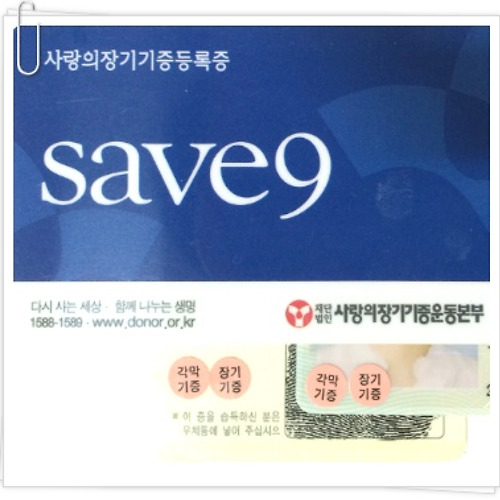 사랑의장기기증등록증
save9
다시 사는 세상 · 함께 나누는 생명
1588-1589 · www.donor.or.kr
재단법인 사랑의장기기증운동본부
각막기증
장기기증
각막기증
장기기증
※ 이 증을 습득하신 분은
우체통에 넣어 주십시오